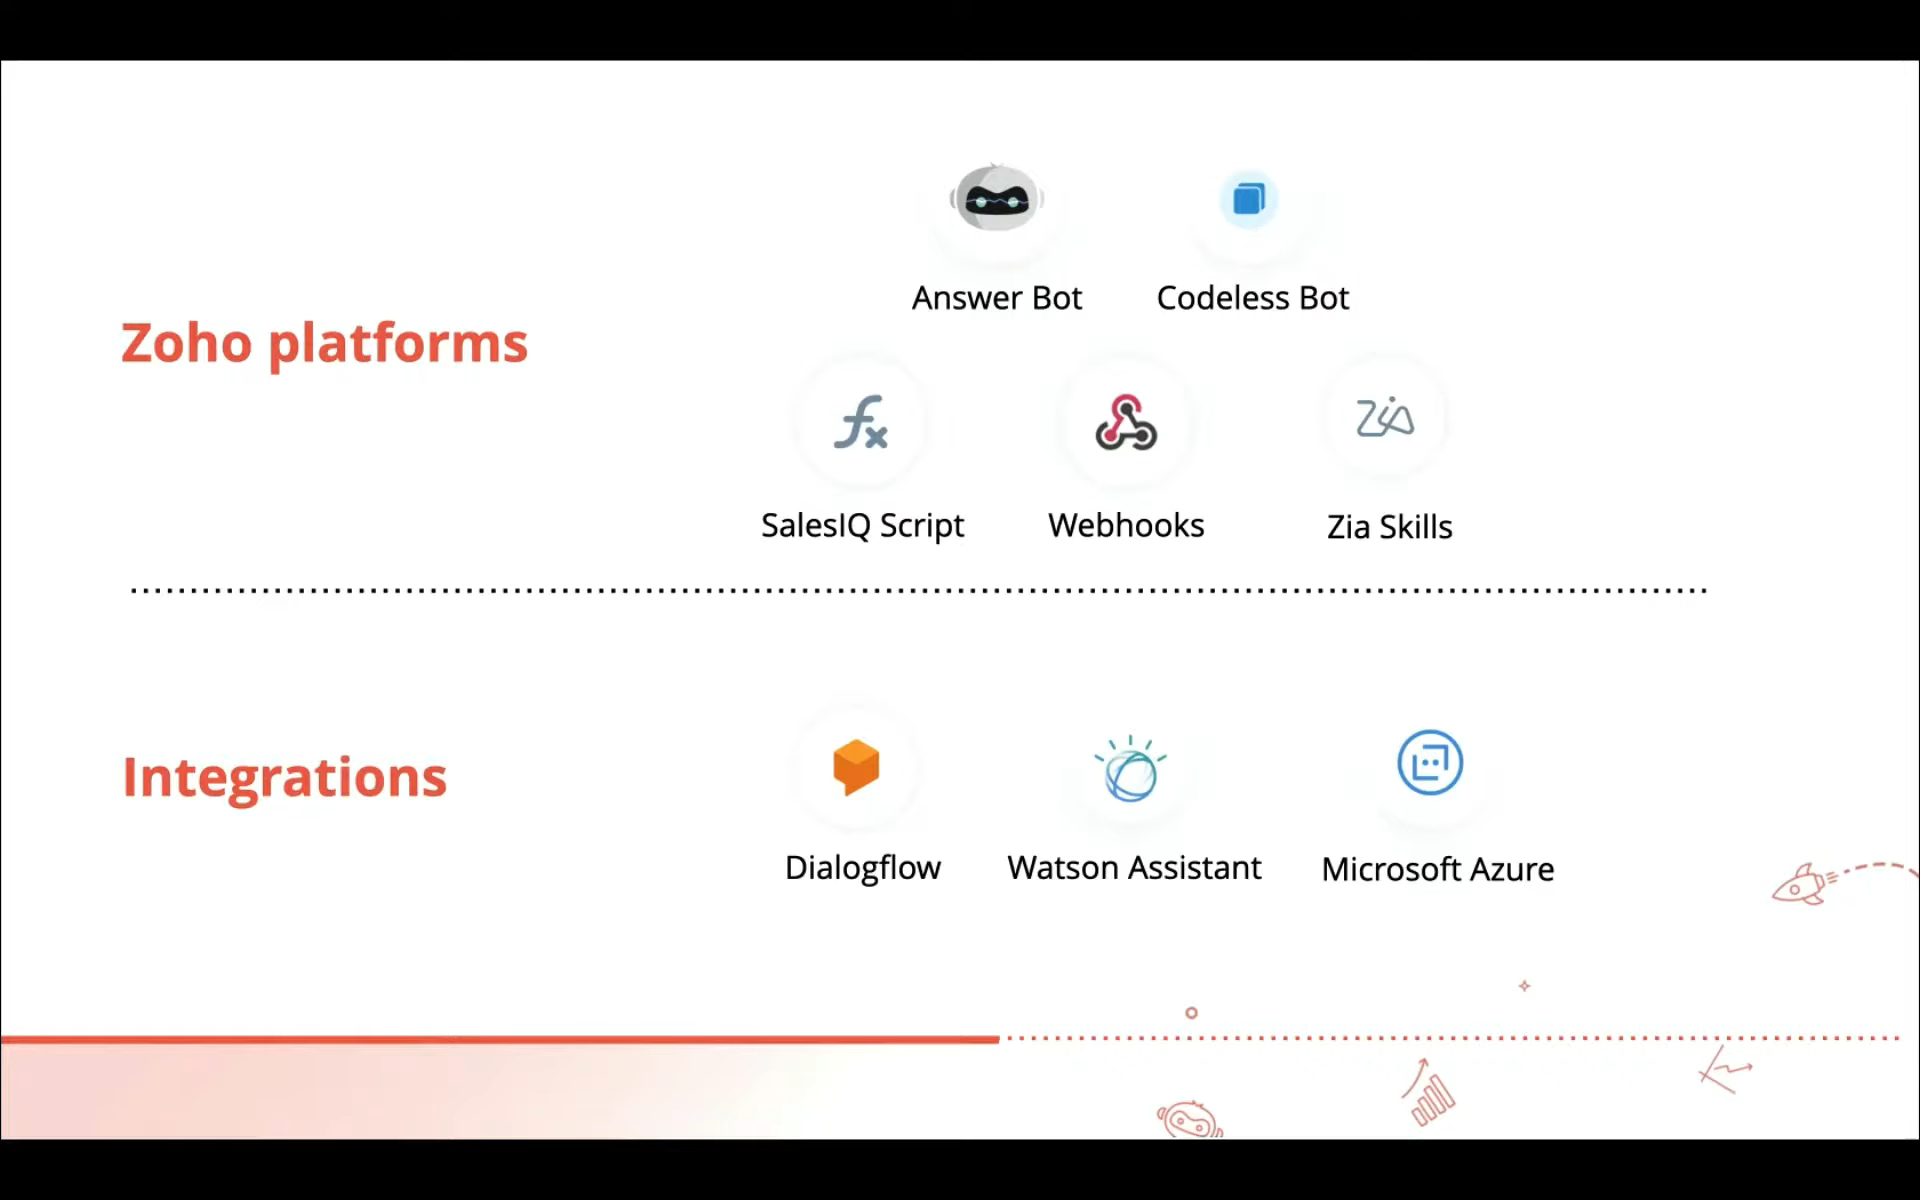 Answer Bot
Codeless Bot
Zoho platforms
SalesIQ Script
Webhooks
Zia Skills
Integrations
Dialogflow
Watson Assistant
Microsoft Azure